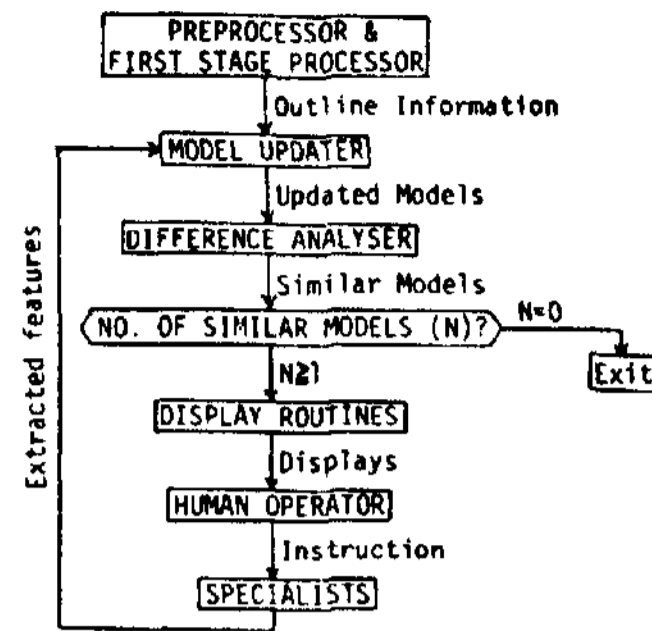 PREPROCESSOR &
FIRST STAGE PROCESSOR
Outline Information
MODEL UPDATER
Updated Models
DIFFERENCE ANALYSER
Similar Models
NO. OF SIMILAR MODELS (N)?
N=0
Exit
N≧1
DISPLAY ROUTINES
Displays
HUMAN OPERATOR
Instruction
SPECIALISTS
Extracted features